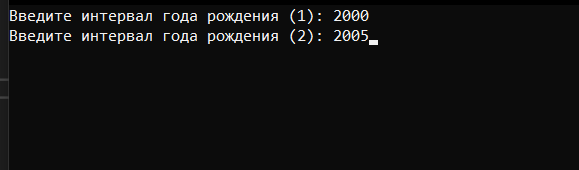 Введите интервал года рождения (1): 2000
Введите интервал года рождения (2): 2005